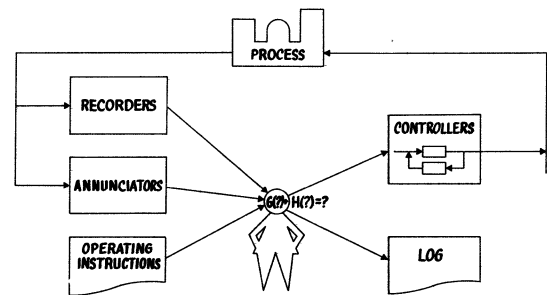 PROCESS
RECORDERS
CONTROLLERS
ANNUNCIATORS
G(?)+ H(?)=?
OPERATING
INSTRUCTIONS
LOG